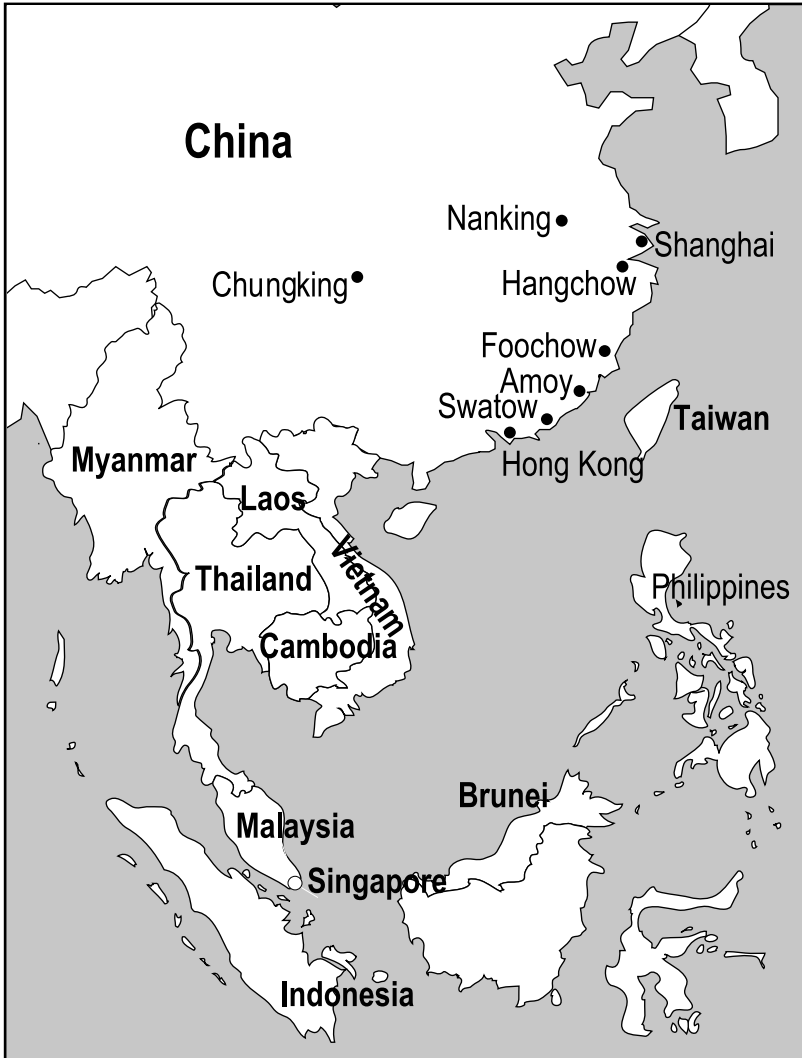 China
Nanking
Shanghai
Chungking
Hangchow
Foochow
Amoy
Swatow
Taiwan
Hong Kong
Myanmar
Laos
Vietnam
Thailand
Philippines
Cambodia
Brunei
Malaysia
Singapore
Indonesia